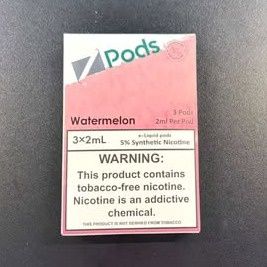 Z Pods
3 Pods
Watermelon
2ml Per Pod
3×2mL
e-Liquid pods
5% Synthetic Nicotine
WARNING:
This product contains
tobacco-free nicotine.
Nicotine is an addictive
chemical.
THIS PRODUCT IS NOT DERIVED FROM TOBACCO